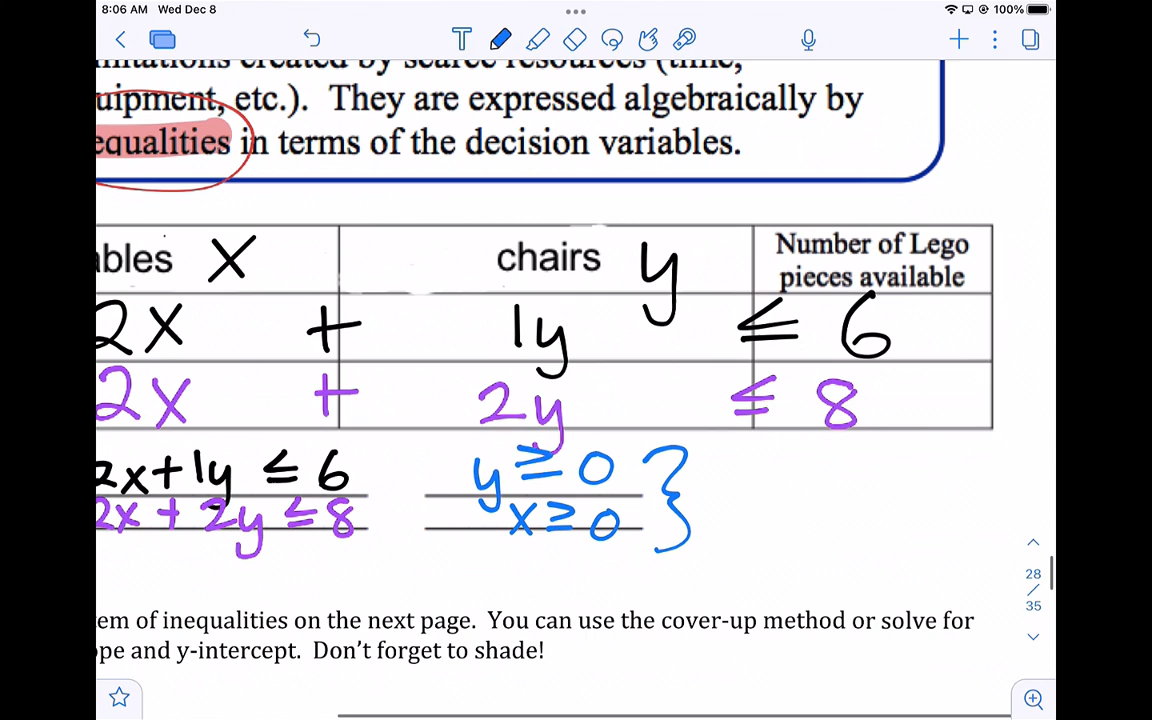 8:06 AM Wed Dec 8
100%
uipment, etc.). They are expressed algebraically by
equalities in terms of the decision variables.
ables x chairs y Number of Lego
pieces available
2x + 1y ≤ 6
2x + 2y ≤ 8
2x+1y ≤ 6 y ≥ 0 }
2x + 2y ≤ 8 x ≥ 0
28
/
35
tem of inequalities on the next page. You can use the cover-up method or solve for
ope and y-intercept. Don't forget to shade!